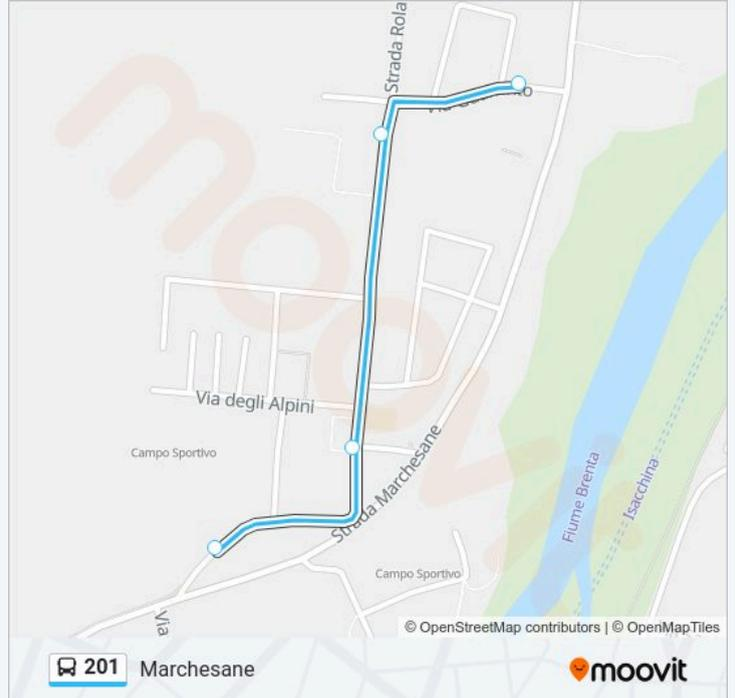 Strada Rola
Via degli Alpini
Campo Sportivo
Strada Marchesane
Fiume Brenta
Isacchina
Campo Sportivo
Via
© OpenStreetMap contributors | © OpenMapTiles
201 Marchesane
moovit
moovit